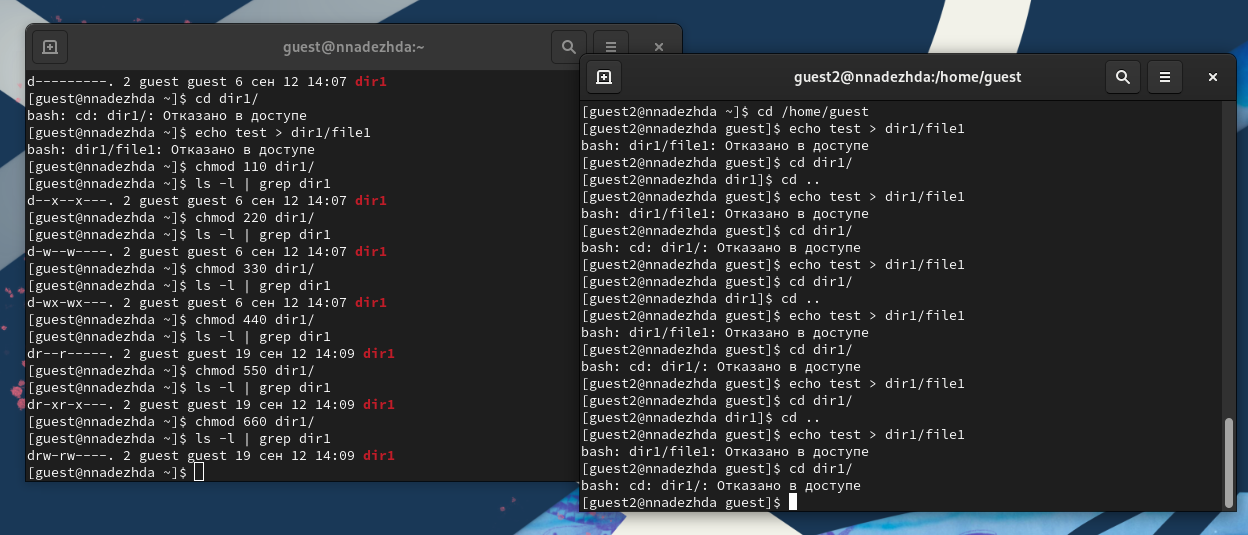 guest@nnadezhda:~
d---------. 2 guest guest 6 сен 12 14:07 dir1
[guest@nnadezhda ~]$ cd dir1/
bash: cd: dir1/: Отказано в доступе
[guest@nnadezhda ~]$ echo test > dir1/file1
bash: dir1/file1: Отказано в доступе
[guest@nnadezhda ~]$ chmod 110 dir1/
[guest@nnadezhda ~]$ ls -l | grep dir1
d--x--x---. 2 guest guest 6 сен 12 14:07 dir1
[guest@nnadezhda ~]$ chmod 220 dir1/
[guest@nnadezhda ~]$ ls -l | grep dir1
d-w--w----. 2 guest guest 6 сен 12 14:07 dir1
[guest@nnadezhda ~]$ chmod 330 dir1/
[guest@nnadezhda ~]$ ls -l | grep dir1
d-wx-wx---. 2 guest guest 6 сен 12 14:07 dir1
[guest@nnadezhda ~]$ chmod 440 dir1/
[guest@nnadezhda ~]$ ls -l | grep dir1
dr--r-----. 2 guest guest 19 сен 12 14:09 dir1
[guest@nnadezhda ~]$ chmod 550 dir1/
[guest@nnadezhda ~]$ ls -l | grep dir1
dr-xr-x---. 2 guest guest 19 сен 12 14:09 dir1
[guest@nnadezhda ~]$ chmod 660 dir1/
[guest@nnadezhda ~]$ ls -l | grep dir1
drw-rw----. 2 guest guest 19 сен 12 14:09 dir1
[guest@nnadezhda ~]$
guest2@nnadezhda:/home/guest
[guest2@nnadezhda ~]$ cd /home/guest
[guest2@nnadezhda guest]$ echo test > dir1/file1
bash: dir1/file1: Отказано в доступе
[guest2@nnadezhda guest]$ cd dir1/
[guest2@nnadezhda dir1]$ cd ..
[guest2@nnadezhda guest]$ echo test > dir1/file1
bash: dir1/file1: Отказано в доступе
[guest2@nnadezhda guest]$ cd dir1/
bash: cd: dir1/: Отказано в доступе
[guest2@nnadezhda guest]$ echo test > dir1/file1
[guest2@nnadezhda guest]$ cd dir1/
[guest2@nnadezhda dir1]$ cd ..
[guest2@nnadezhda guest]$ echo test > dir1/file1
bash: dir1/file1: Отказано в доступе
[guest2@nnadezhda guest]$ cd dir1/
bash: cd: dir1/: Отказано в доступе
[guest2@nnadezhda guest]$ echo test > dir1/file1
[guest2@nnadezhda guest]$ cd dir1/
[guest2@nnadezhda dir1]$ cd ..
[guest2@nnadezhda guest]$ echo test > dir1/file1
bash: dir1/file1: Отказано в доступе
[guest2@nnadezhda guest]$ cd dir1/
bash: cd: dir1/: Отказано в доступе
[guest2@nnadezhda guest]$